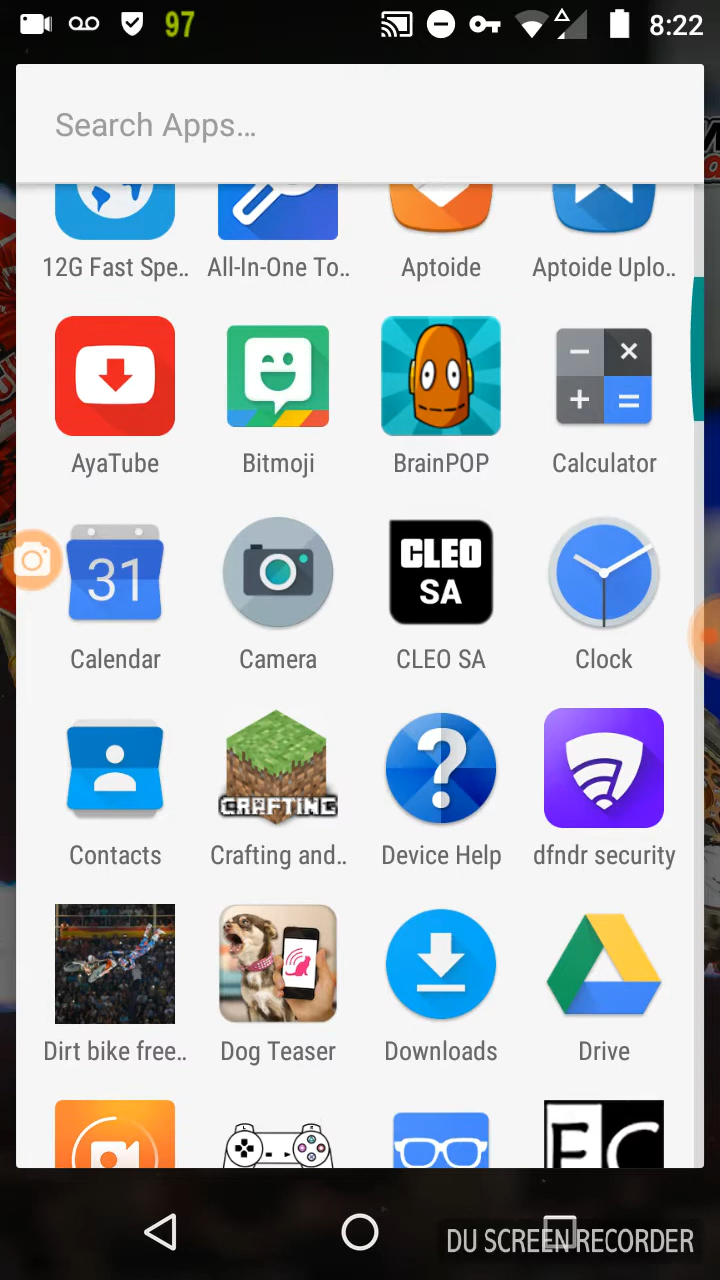 97 8:22
Search Apps…
12G Fast Spe.. All-In-One To.. Aptoide Aptoide Uplo..
AyaTube Bitmoji BrainPOP Calculator
31 CLEO
SA
Calendar Camera CLEO SA Clock
CRAFTING
Contacts Crafting and.. Device Help dfndr security
Dirt bike free.. Dog Teaser Downloads Drive
L R EC
DU SCREEN RECORDER